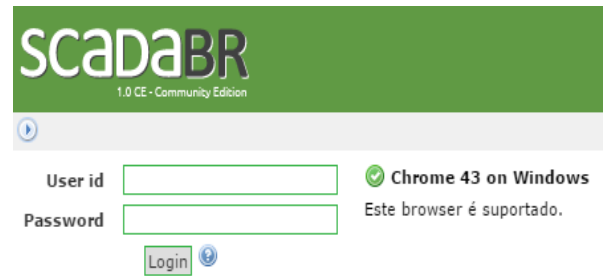 scaDaBR
1.0 CE - Community Edition
User id
Password
Login
Chrome 43 on Windows
Este browser é suportado.